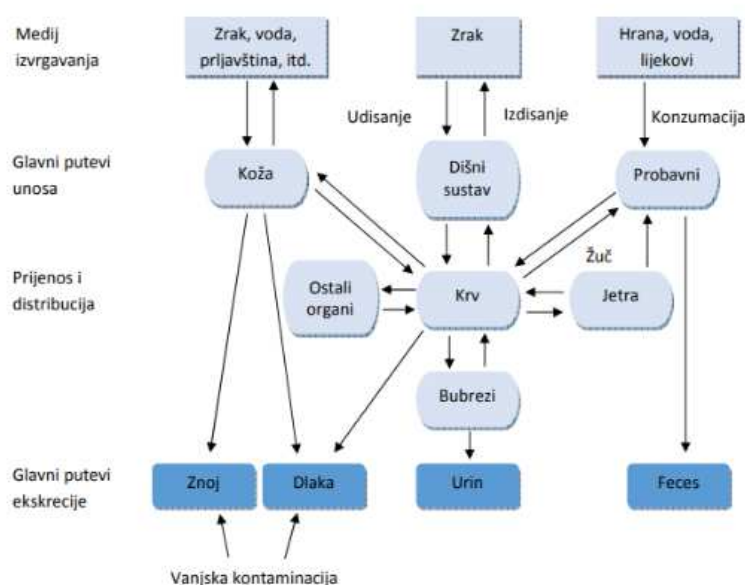 Medij
izvrgavanja
Zrak, voda,
prljavština, itd.
Zrak
Hrana, voda,
lijekovi
Udisanje
Izdisanje
Konzumacija
Glavni putevi
unosa
Koža
Dišni
sustav
Probavni
Prijenos i
distribucija
Ostali
organi
Krv
Žuč
Jetra
Bubrezi
Glavni putevi
ekskrecije
Znoj
Dlaka
Urin
Feces
Vanjska kontaminacija